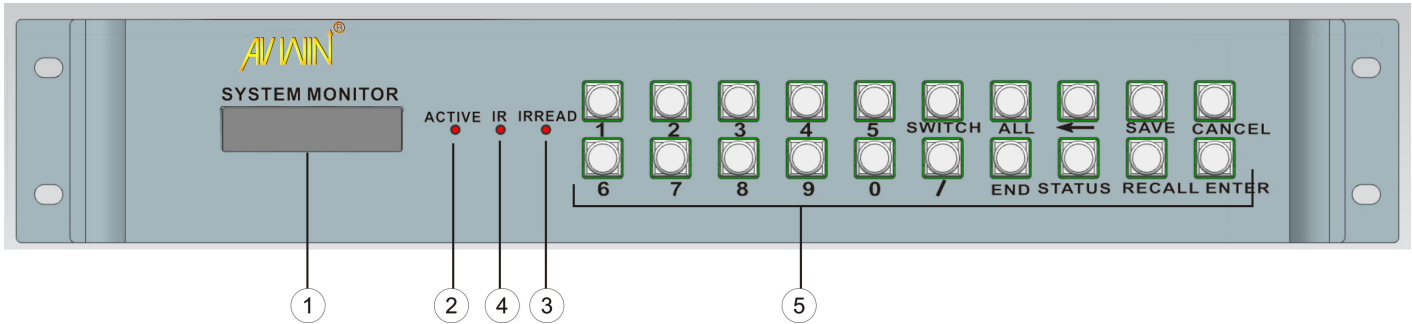 AVWIN®
SYSTEM MONITOR
ACTIVE IR IRREAD
1 2 3 4 5 SWITCH ALL ← SAVE CANCEL
6 7 8 9 0 / END STATUS RECALL ENTER
1 2 4 3 5